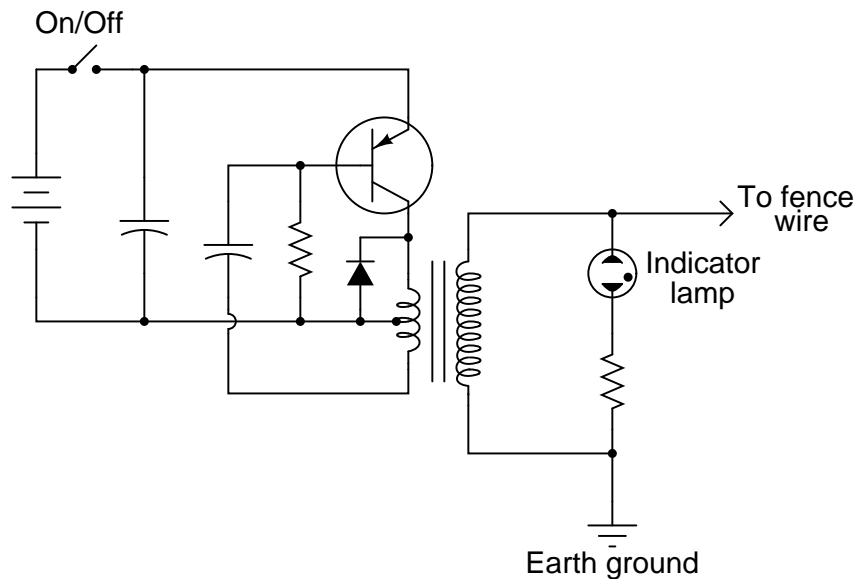 On/Off
To fence
wire
Indicator
lamp
Earth ground